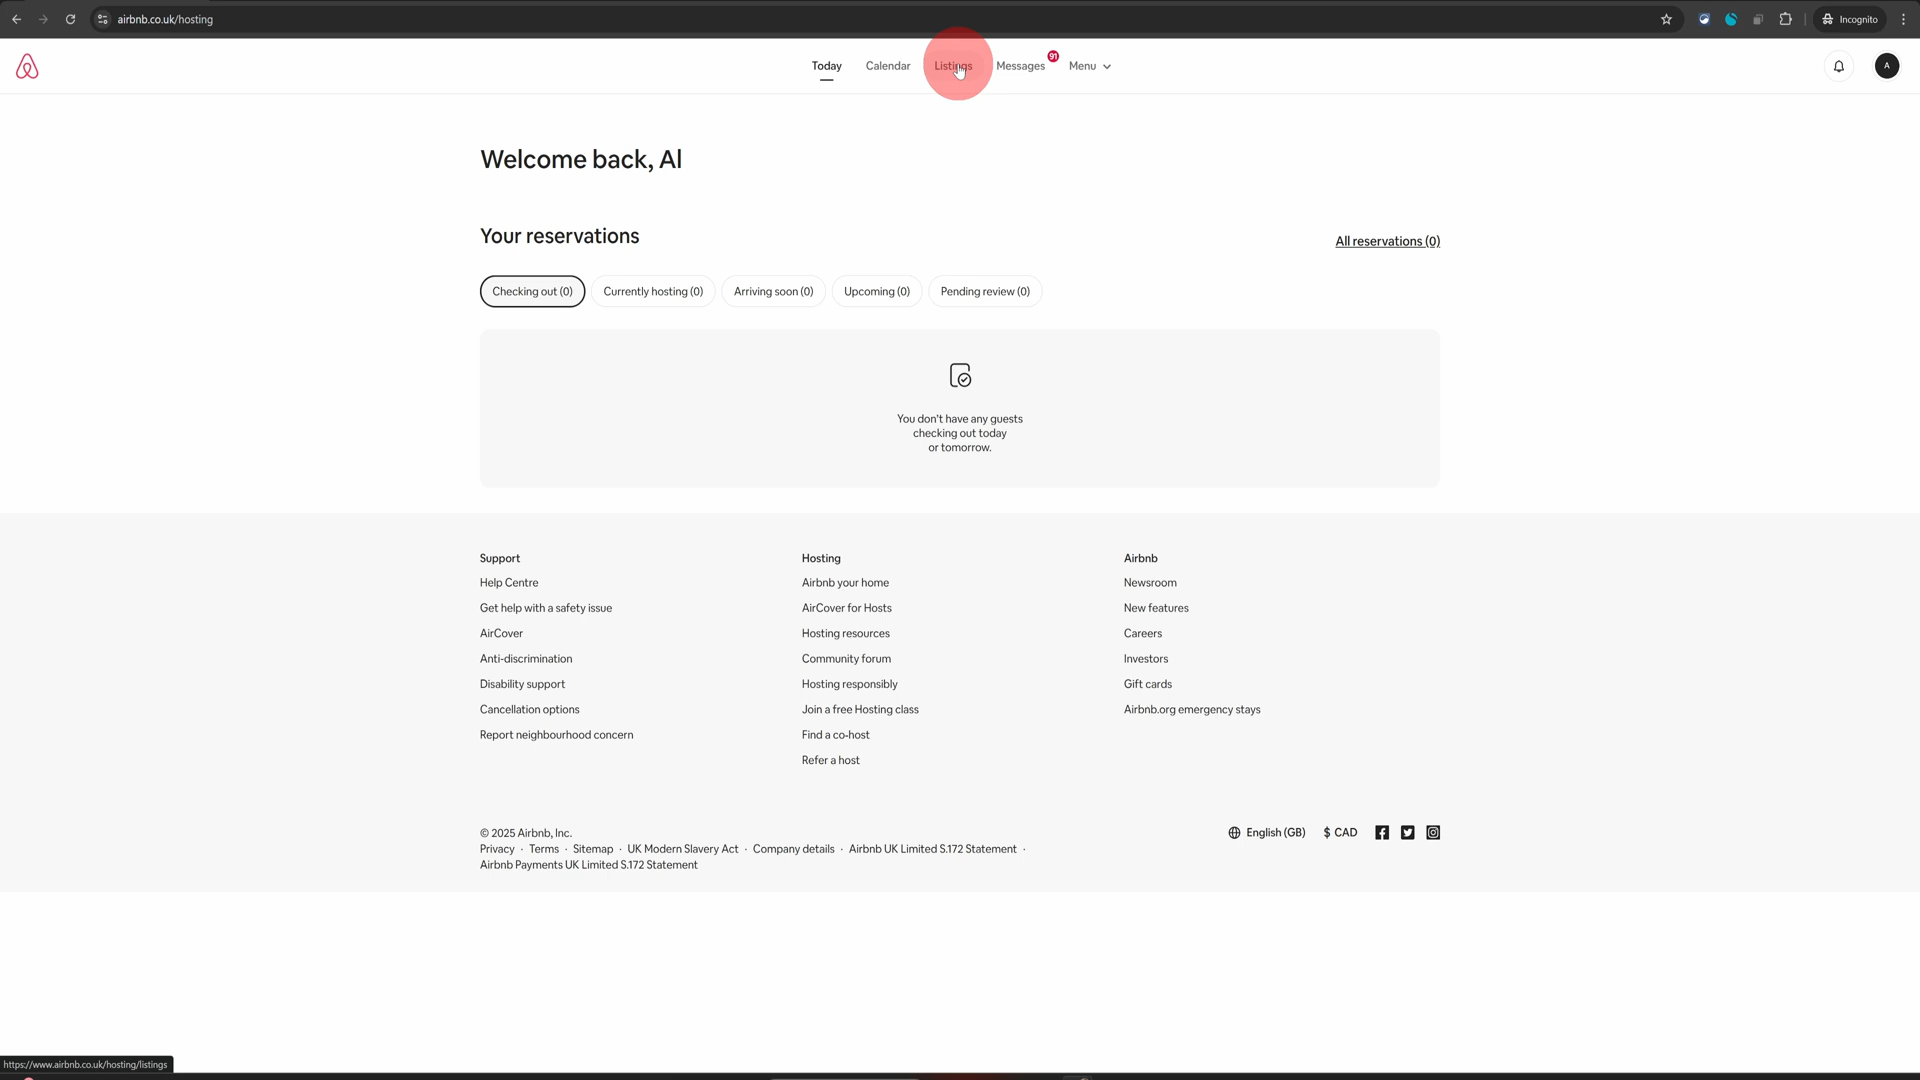 airbnb.co.uk/hosting
Incognito
Today
Calendar
Listings
Messages
91
Menu
A
Welcome back, Al
Your reservations
All reservations (0)
Checking out (0)
Currently hosting (0)
Arriving soon (0)
Upcoming (0)
Pending review (0)
You don't have any guests
checking out today
or tomorrow.
Support
Help Centre
Get help with a safety issue
AirCover
Anti-discrimination
Disability support
Cancellation options
Report neighbourhood concern
Hosting
Airbnb your home
AirCover for Hosts
Hosting resources
Community forum
Hosting responsibly
Join a free Hosting class
Find a co-host
Refer a host
Airbnb
Newsroom
New features
Careers
Investors
Gift cards
Airbnb.org emergency stays
© 2025 Airbnb, Inc.
English (GB)
$ CAD
Privacy · Terms · Sitemap · UK Modern Slavery Act · Company details · Airbnb UK Limited S.172 Statement ·
Airbnb Payments UK Limited S.172 Statement
https://www.airbnb.co.uk/hosting/listings